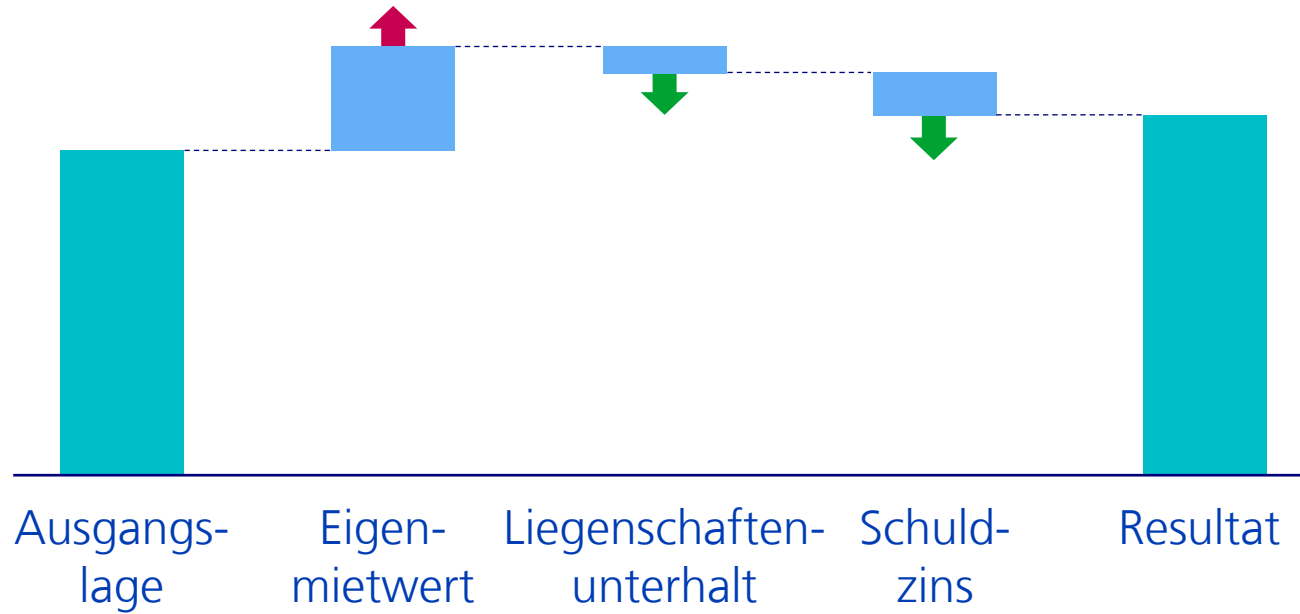 Ausgangs-
lage
Eigen-
mietwert
Liegenschaften-
unterhalt
Schuld-
zins
Resultat